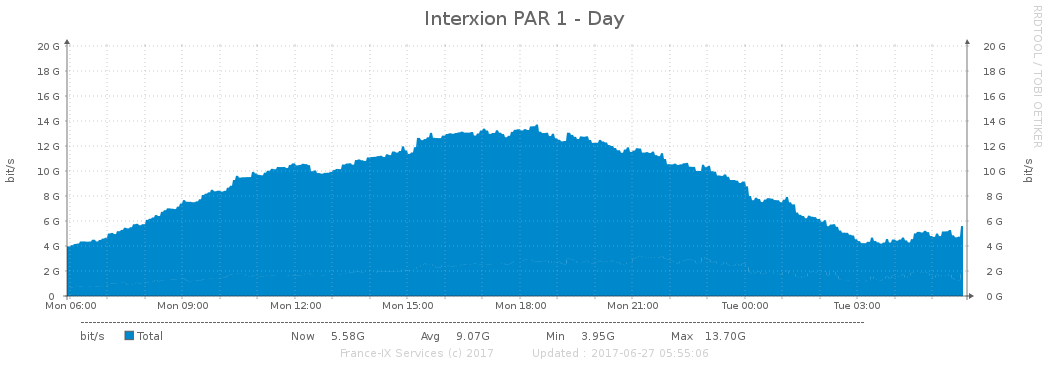 Interxion PAR 1 - Day
RRDTOOL / TOBI OETIKER
20 G 20 G
18 G 18 G
16 G 16 G
14 G 14 G
12 G 12 G
10 G 10 G
8 G 8 G
6 G 6 G
4 G 4 G
2 G 2 G
0 0 G
bit/s
bit/s
Mon 06:00 Mon 09:00 Mon 12:00 Mon 15:00 Mon 18:00 Mon 21:00 Tue 00:00 Tue 03:00
bit/s Total Now 5.58G Avg 9.07G Min 3.95G Max 13.70G
France-IX Services (c) 2017 Updated : 2017-06-27 05:55:06